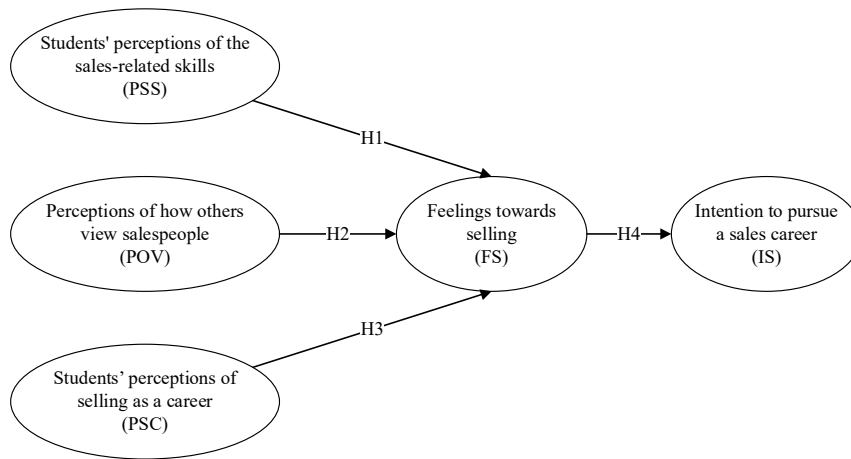 Students' perceptions of the
sales-related skills
(PSS)
H1
Perceptions of how others
view salespeople
(POV)
H2
Feelings towards
selling
(FS)
H4
Intention to pursue
a sales career
(IS)
H3
Students’ perceptions of
selling as a career
(PSC)